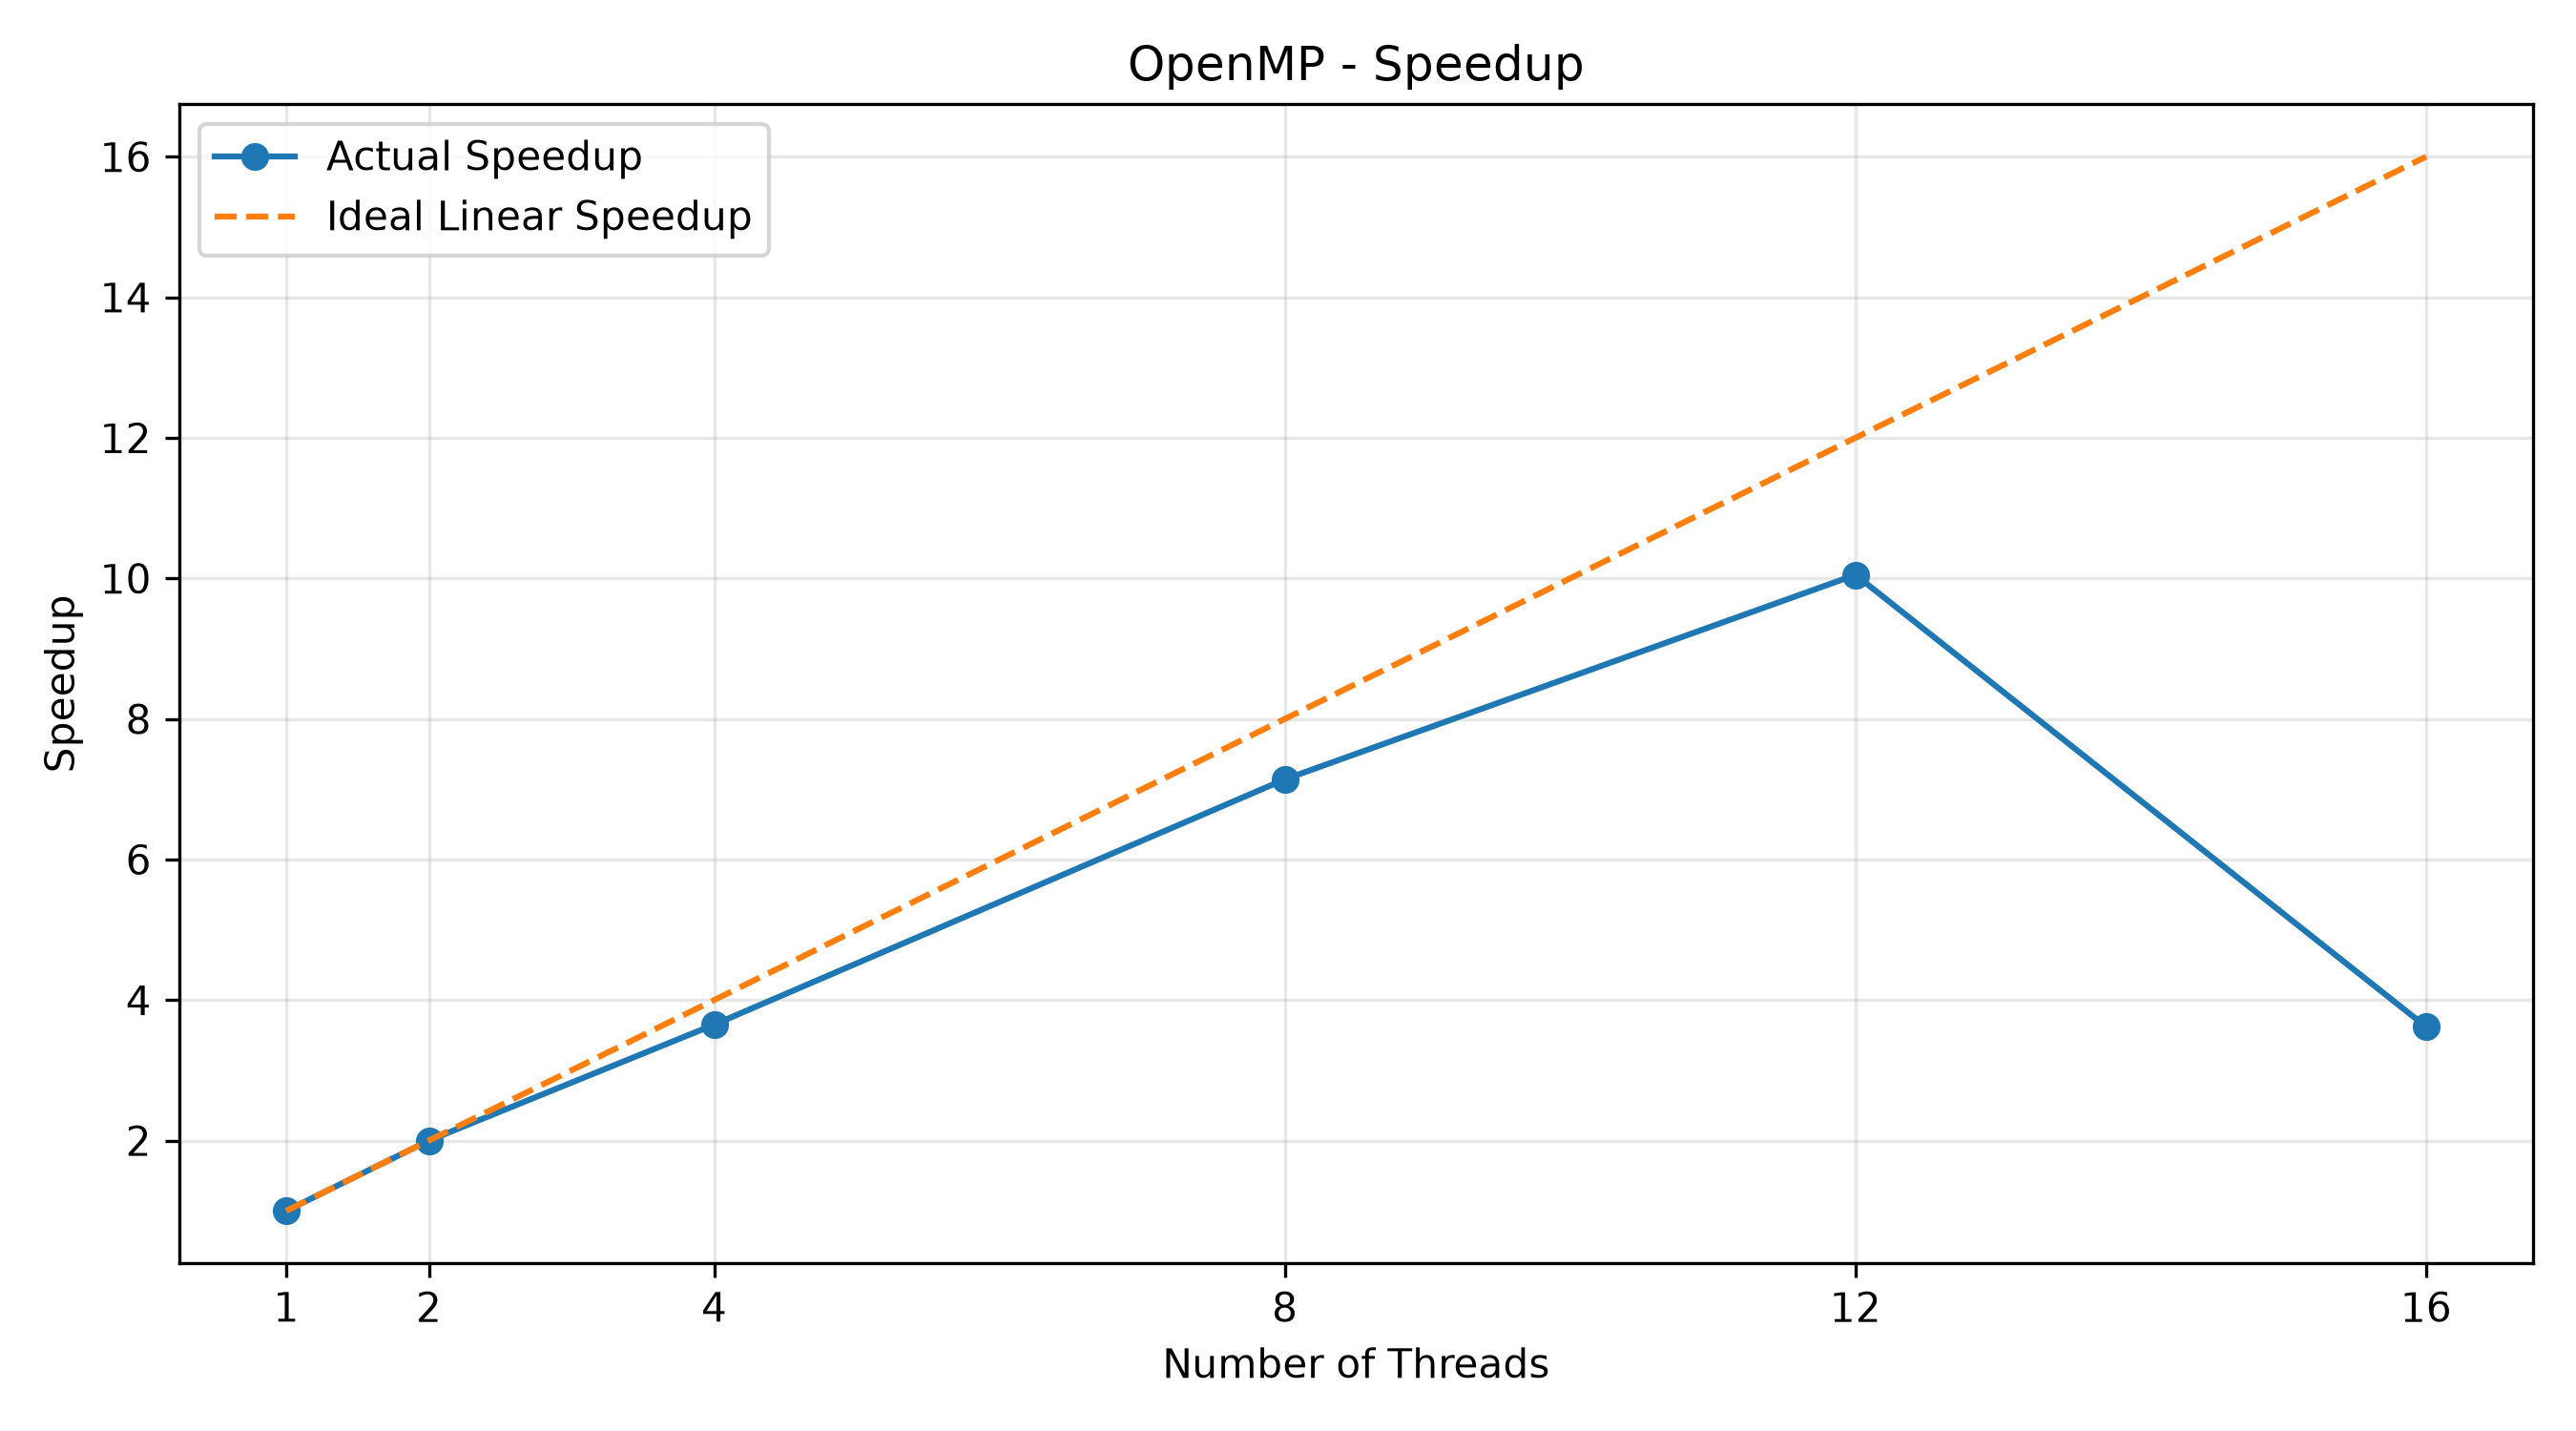 OpenMP - Speedup
Actual Speedup
Ideal Linear Speedup
Speedup
16
14
12
10
8
6
4
2
1 2 4 8 12 16
Number of Threads